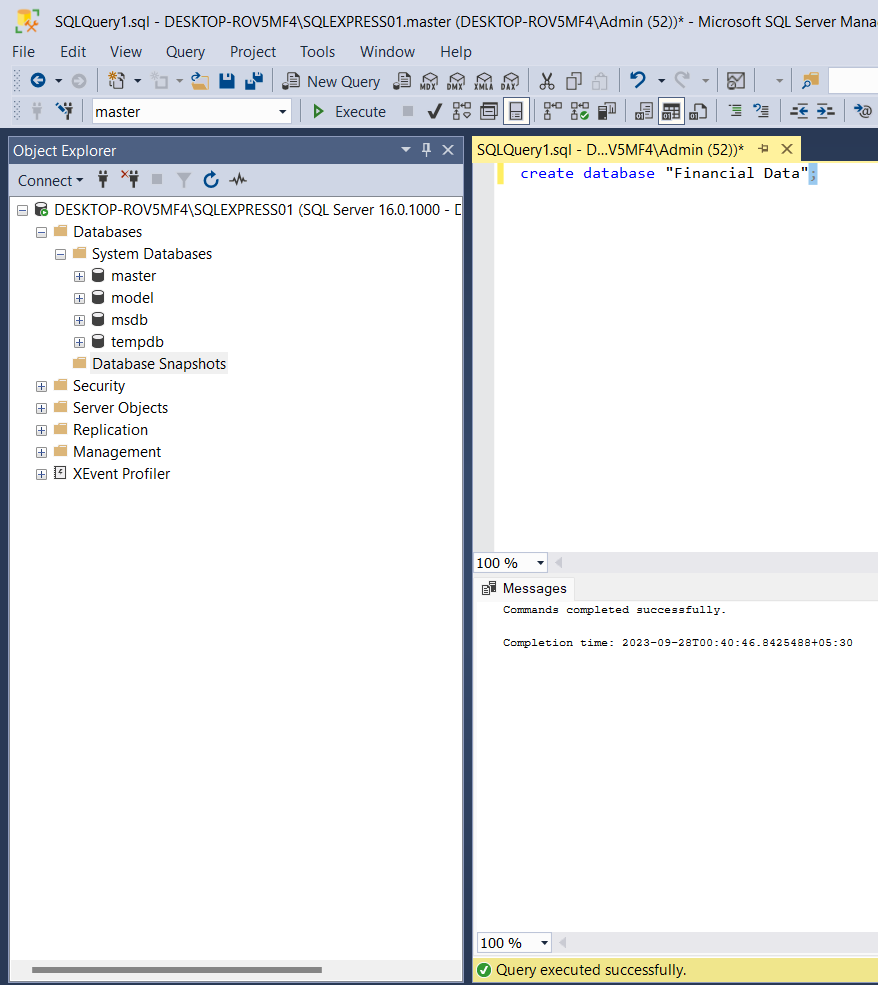 SQLQuery1.sql - DESKTOP-ROV5MF4\SQLEXPRESS01.master (DESKTOP-ROV5MF4\Admin (52))* - Microsoft SQL Server Mana
File Edit View Query Project Tools Window Help
New Query MDX DMX XMLA DAX
master Execute
Object Explorer
Connect
DESKTOP-ROV5MF4\SQLEXPRESS01 (SQL Server 16.0.1000 - D
Databases
System Databases
master
model
msdb
tempdb
Database Snapshots
Security
Server Objects
Replication
Management
XEvent Profiler
SQLQuery1.sql - D...V5MF4\Admin (52))*
create database "Financial Data";
100 %
Messages
Commands completed successfully.
Completion time: 2023-09-28T00:40:46.8425488+05:30
100 %
Query executed successfully.